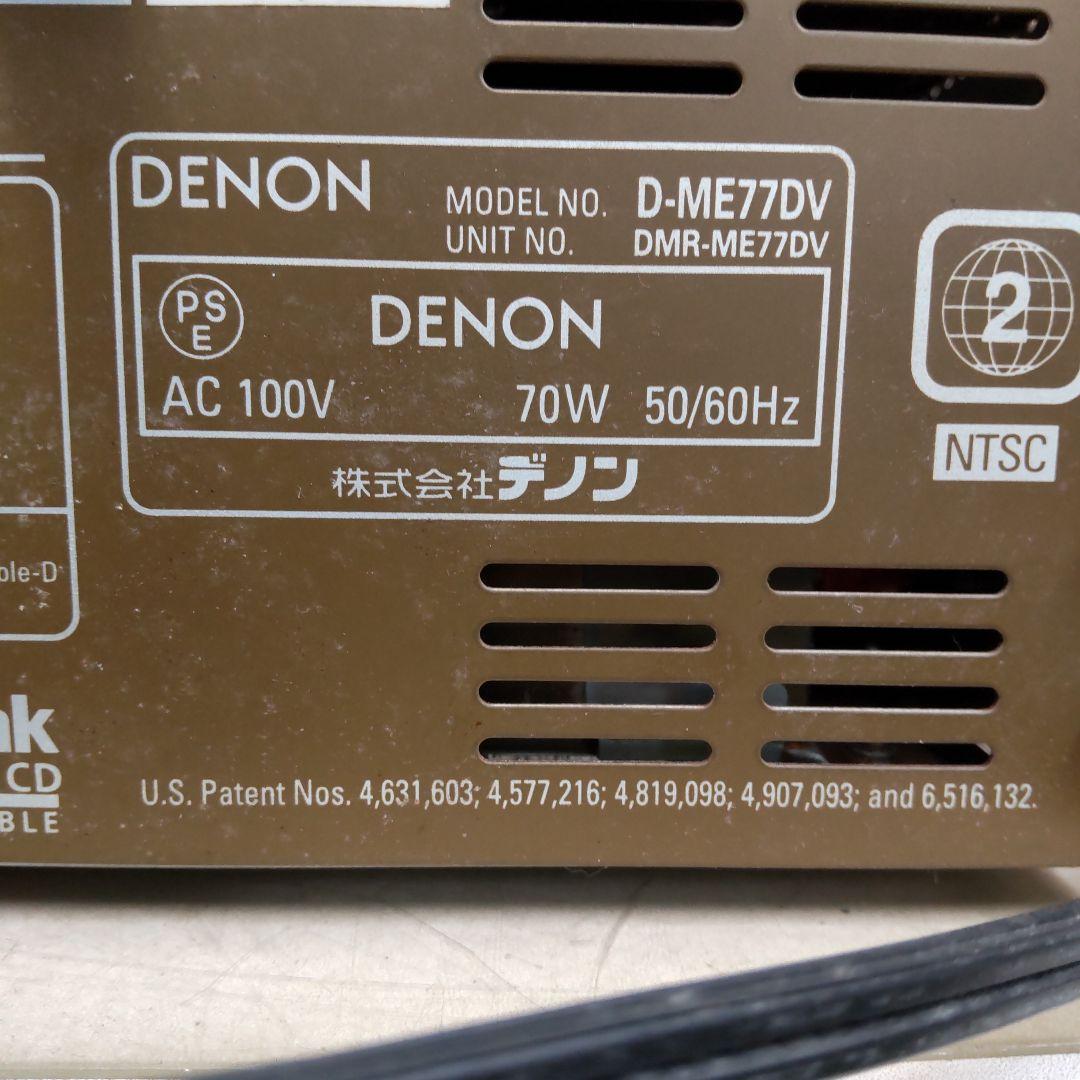 DENON
MODEL NO. D-ME77DV
UNIT NO. DMR-ME77DV
PSE
DENON
AC 100V 70W 50/60Hz
株式会社デノン
2
NTSC
ble-D
nk
CD
BLE
U.S. Patent Nos. 4,631,603; 4,577,216; 4,819,098; 4,907,093; and 6,516,132.